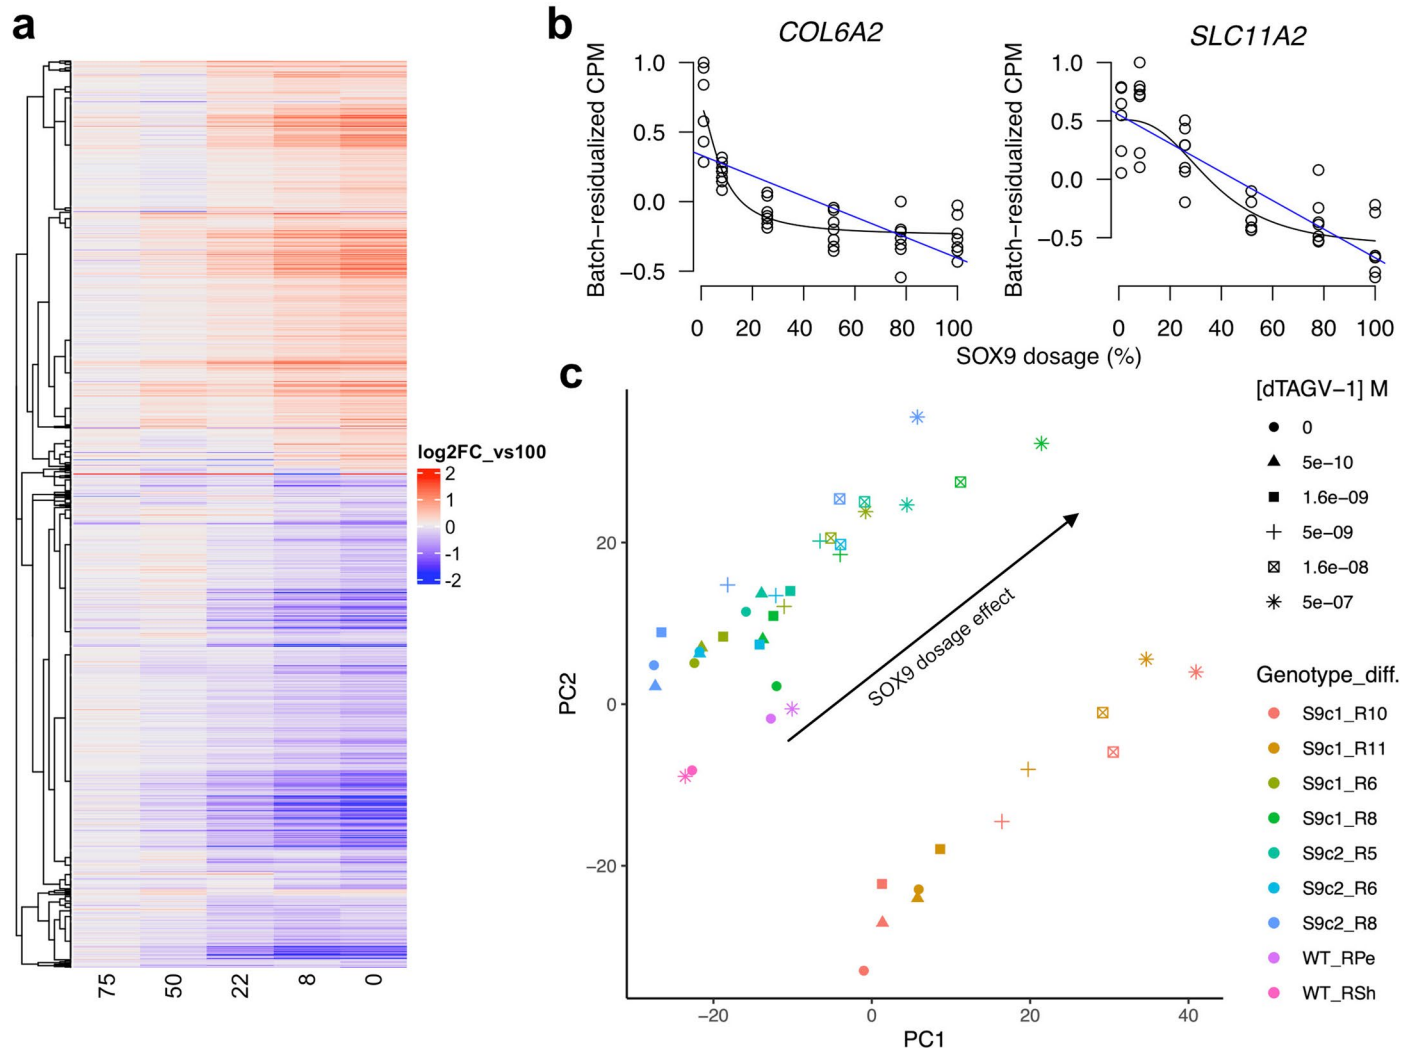 a
log2FC_vs100
2
1
0
-1
-2
75
50
22
8
0
b
COL6A2
Batch−residualized CPM
1.0
0.5
0.0
−0.5
0
20
40
60
80
100
SLC11A2
Batch−residualized CPM
1.0
0.5
0.0
−0.5
0
20
40
60
80
100
SOX9 dosage (%)
c
PC2
20
0
−20
−20
0
20
40
PC1
SOX9 dosage effect
[dTAGV−1] M
0
5e−10
1.6e−09
5e−09
1.6e−08
5e−07
Genotype_diff.
S9c1_R10
S9c1_R11
S9c1_R6
S9c1_R8
S9c2_R5
S9c2_R6
S9c2_R8
WT_RPe
WT_RSh